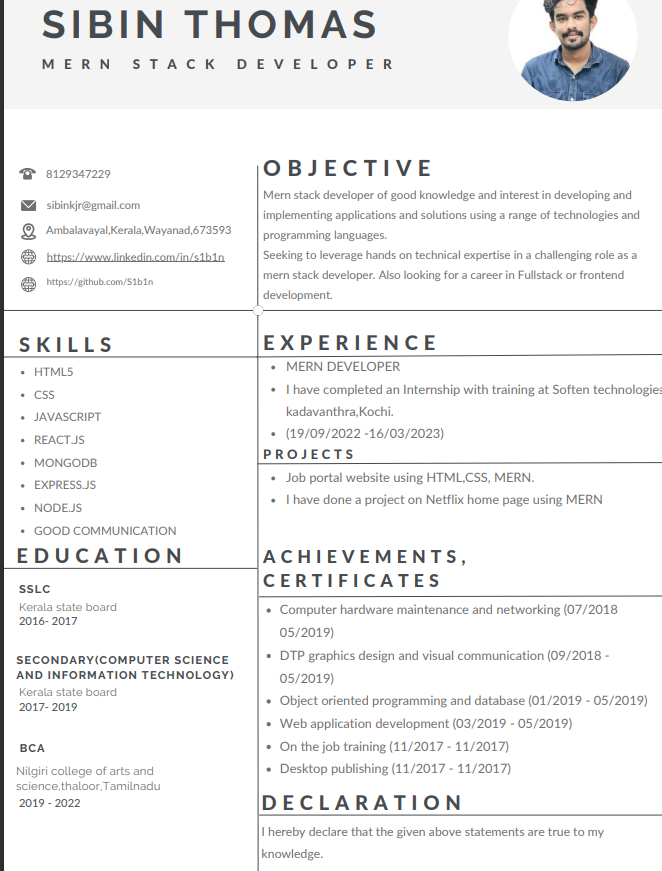 SIBIN THOMAS
MERN STACK DEVELOPER
8129347229
sibinkjr@gmail.com
Ambalavayal,Kerala,Wayanad,673593
https://www.linkedin.com/in/s1b1n
https://github.com/S1b1n
OBJECTIVE
Mern stack developer of good knowledge and interest in developing and
implementing applications and solutions using a range of technologies and
programming languages.
Seeking to leverage hands on technical expertise in a challenging role as a
mern stack developer. Also looking for a career in Fullstack or frontend
development.
SKILLS
• HTML5
• CSS
• JAVASCRIPT
• REACT.JS
• MONGODB
• EXPRESS.JS
• NODE.JS
• GOOD COMMUNICATION
EDUCATION
SSLC
Kerala state board
2016- 2017
SECONDARY(COMPUTER SCIENCE
AND INFORMATION TECHNOLOGY)
Kerala state board
2017- 2019
BCA
Nilgiri college of arts and
science,thaloor,Tamilnadu
2019 - 2022
EXPERIENCE
• MERN DEVELOPER
• I have completed an Internship with training at Soften technologies
kadavanthra,Kochi.
• (19/09/2022 -16/03/2023)
PROJECTS
• Job portal website using HTML,CSS, MERN.
• I have done a project on Netflix home page using MERN
ACHIEVEMENTS,
CERTIFICATES
• Computer hardware maintenance and networking (07/2018
05/2019)
• DTP graphics design and visual communication (09/2018 -
05/2019)
• Object oriented programming and database (01/2019 - 05/2019)
• Web application development (03/2019 - 05/2019)
• On the job training (11/2017 - 11/2017)
• Desktop publishing (11/2017 - 11/2017)
DECLARATION
I hereby declare that the given above statements are true to my
knowledge.